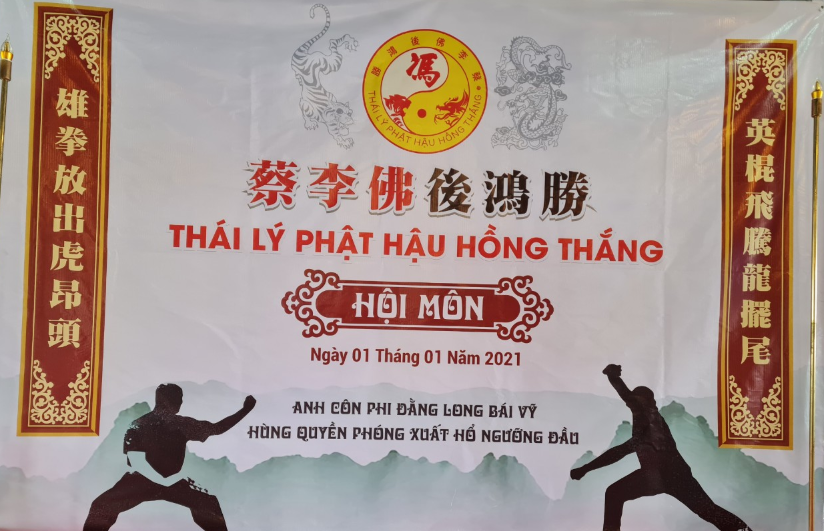 馮
THÁI LÝ PHẬT HẬU HỒNG THẮNG
蔡李佛後鴻勝
THÁI LÝ PHẬT HẬU HỒNG THẮNG
HỘI MÔN
Ngày 01 Tháng 01 Năm 2021
英棍飛騰龍擺尾
雄拳放出虎昂頭
ANH CÔN PHI ĐẰNG LONG BÁI VỸ
HÙNG QUYỀN PHÓNG XUẤT HỔ NGƯỠNG ĐẦU